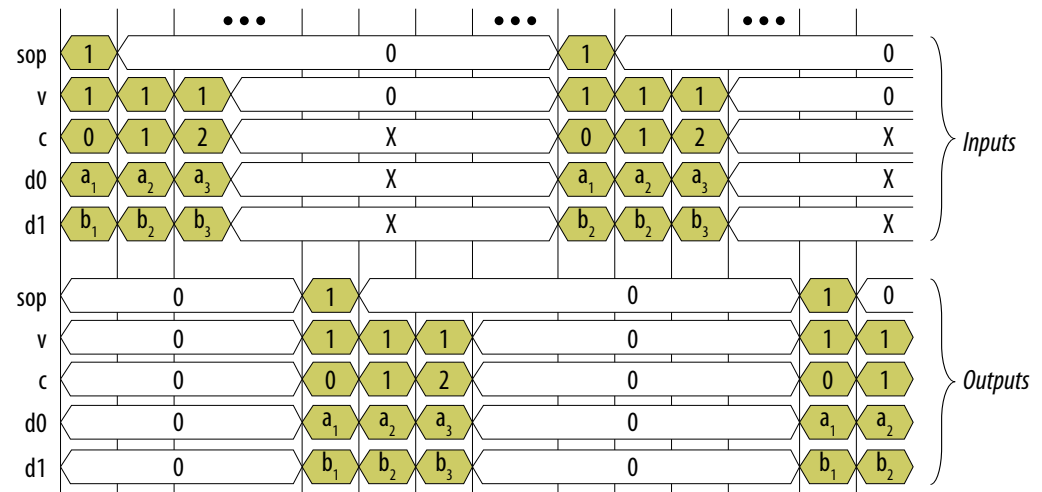 ••• ••• •••
sop 1 0 1 0
v 1 1 1 0 1 1 1 0
c 0 1 2 X 0 1 2 X
d0 a₁ a₂ a₃ X a₁ a₂ a₃ X
d1 b₁ b₂ b₃ X b₂ b₂ b₃ X
Inputs
sop 0 1 0 1 0
v 0 1 1 1 0 1 1
c 0 0 1 2 0 0 1
d0 0 a₁ a₂ a₃ 0 a₁ a₂
d1 0 b₁ b₂ b₃ 0 b₁ b₂
Outputs